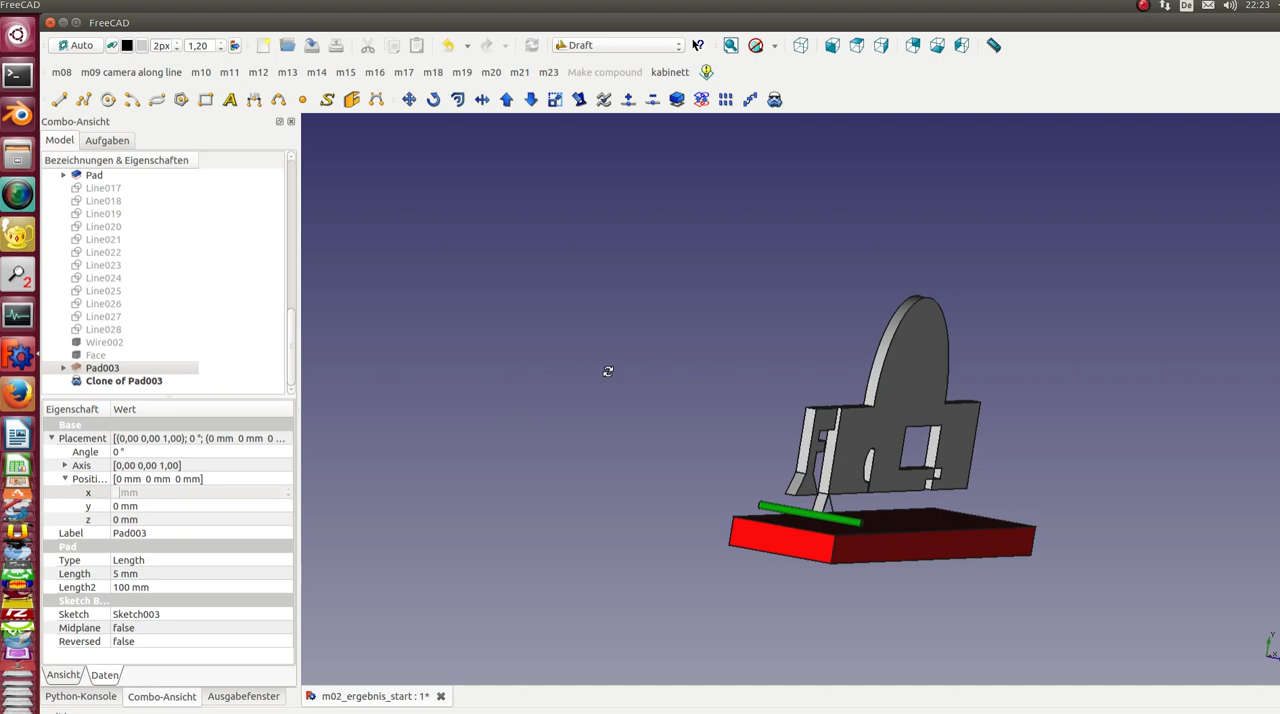 FreeCAD
De
22:23
FreeCAD
Auto
2px
1,20
Draft
m08 m09 camera along line m10 m11 m12 m13 m14 m15 m16 m17 m18 m19 m20 m21 m23 Make compound kabinett
Combo-Ansicht
Model Aufgaben
Bezeichnungen & Eigenschaften
Pad
Line017
Line018
Line019
Line020
Line021
Line022
Line023
Line024
Line025
Line026
Line027
Line028
Wire002
Face
Pad003
Clone of Pad003
Eigenschaft Wert
Base
Placement [(0,00 0,00 1,00); 0 °; (0 mm 0 mm 0 ...
Angle 0 °
Axis [0,00 0,00 1,00]
Positi... [0 mm 0 mm 0 mm]
x mm
y 0 mm
z 0 mm
Label Pad003
Pad
Type Length
Length 5 mm
Length2 100 mm
Sketch B...
Sketch Sketch003
Midplane false
Reversed false
Ansicht Daten
Python-Konsole Combo-Ansicht Ausgabefenster
m02_ergebnis_start : 1*
Y
X